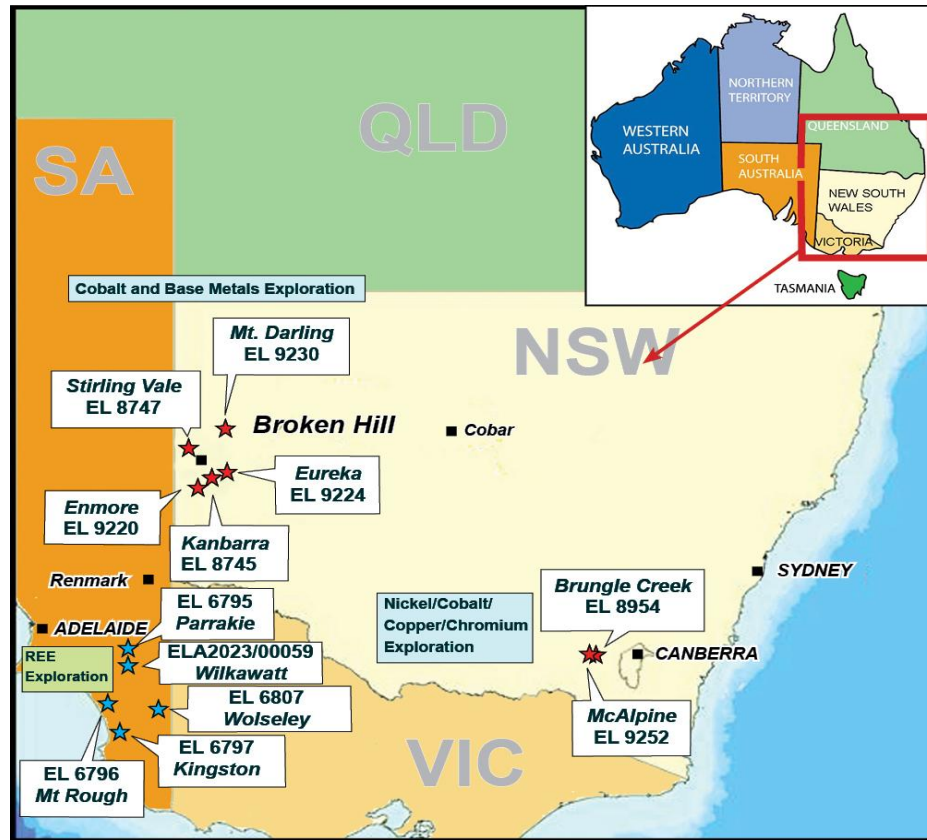 QLD
SA
NSW
VIC
WESTERN
AUSTRALIA
NORTHERN
TERRITORY
QUEENSLAND
SOUTH
AUSTRALIA
NEW SOUTH
WALES
VICTORIA
TASMANIA
Cobalt and Base Metals Exploration
Mt. Darling
EL 9230
Stirling Vale
EL 8747
Broken Hill
Cobar
Eureka
EL 9224
Enmore
EL 9220
Kanbarra
EL 8745
Renmark
ADELAIDE
EL 6795
Parrakie
REE
Exploration
ELA2023/00059
Wilkawatt
EL 6807
Wolseley
EL 6797
Kingston
EL 6796
Mt Rough
Nickel/Cobalt/
Copper/Chromium
Exploration
Brungle Creek
EL 8954
SYDNEY
CANBERRA
McAlpine
EL 9252